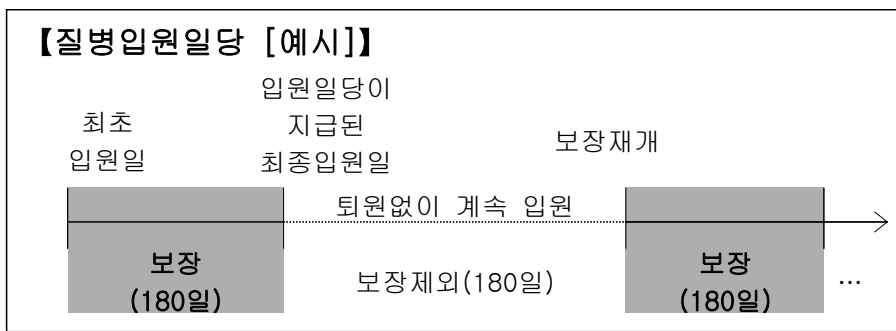 【질병입원일당 [예시]】
최초
입원일
입원일당이
지급된
최종입원일
보장재개
퇴원없이 계속 입원
보장
(180일)
보장제외(180일)
보장
(180일)
…